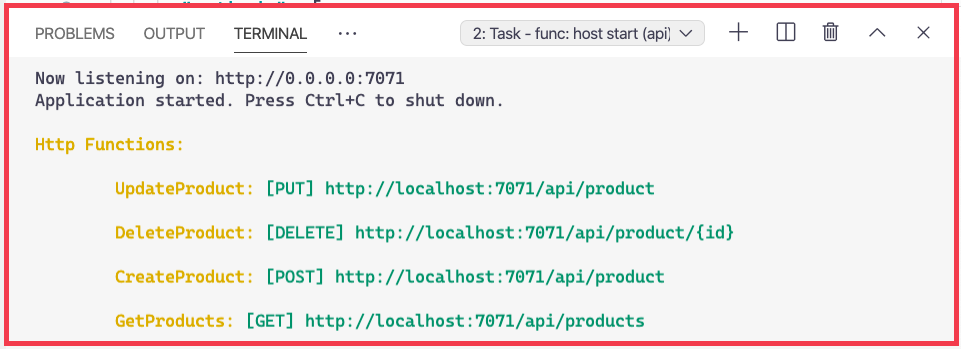 PROBLEMS OUTPUT TERMINAL ··· 2: Task - func: host start (api)
Now listening on: http://0.0.0.0:7071
Application started. Press Ctrl+C to shut down.
Http Functions:
UpdateProduct: [PUT] http://localhost:7071/api/product
DeleteProduct: [DELETE] http://localhost:7071/api/product/{id}
CreateProduct: [POST] http://localhost:7071/api/product
GetProducts: [GET] http://localhost:7071/api/products